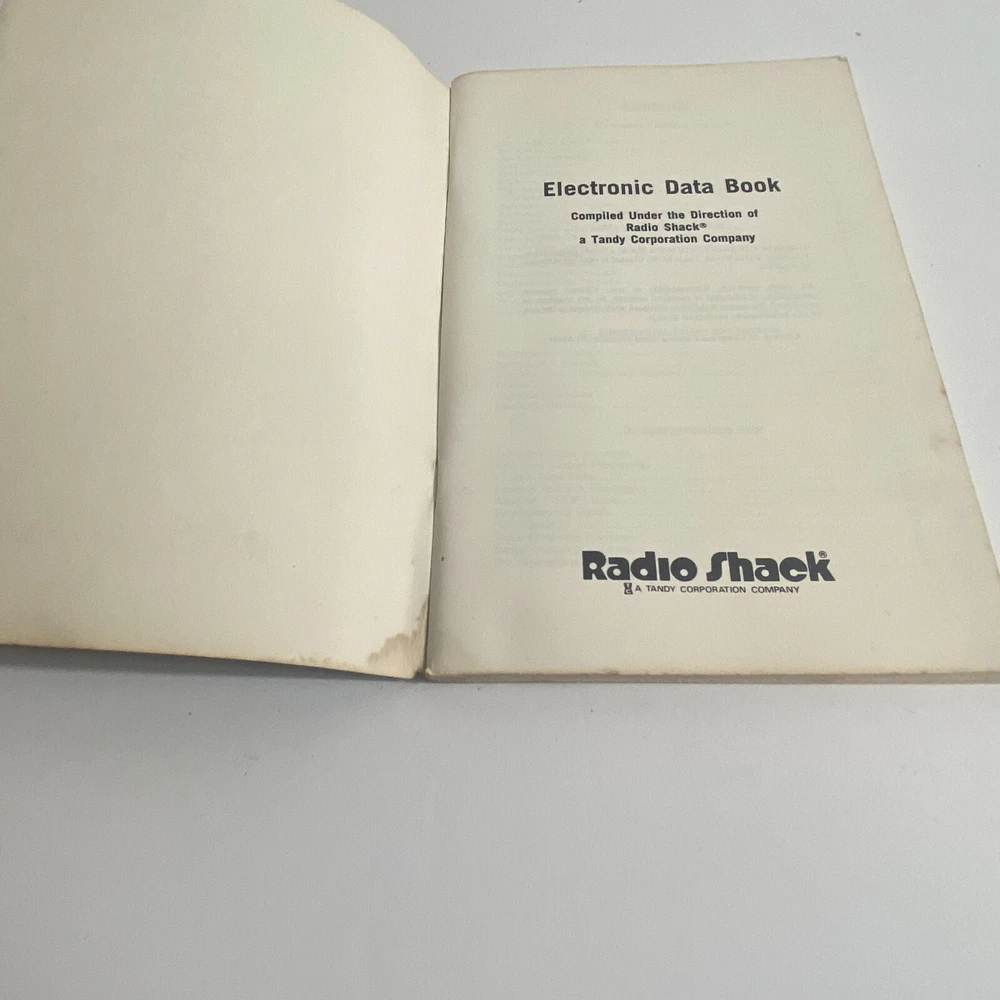 Electronic Data Book
Compiled Under the Direction of
Radio Shack®
a Tandy Corporation Company
Radio Shack®
A TANDY CORPORATION COMPANY